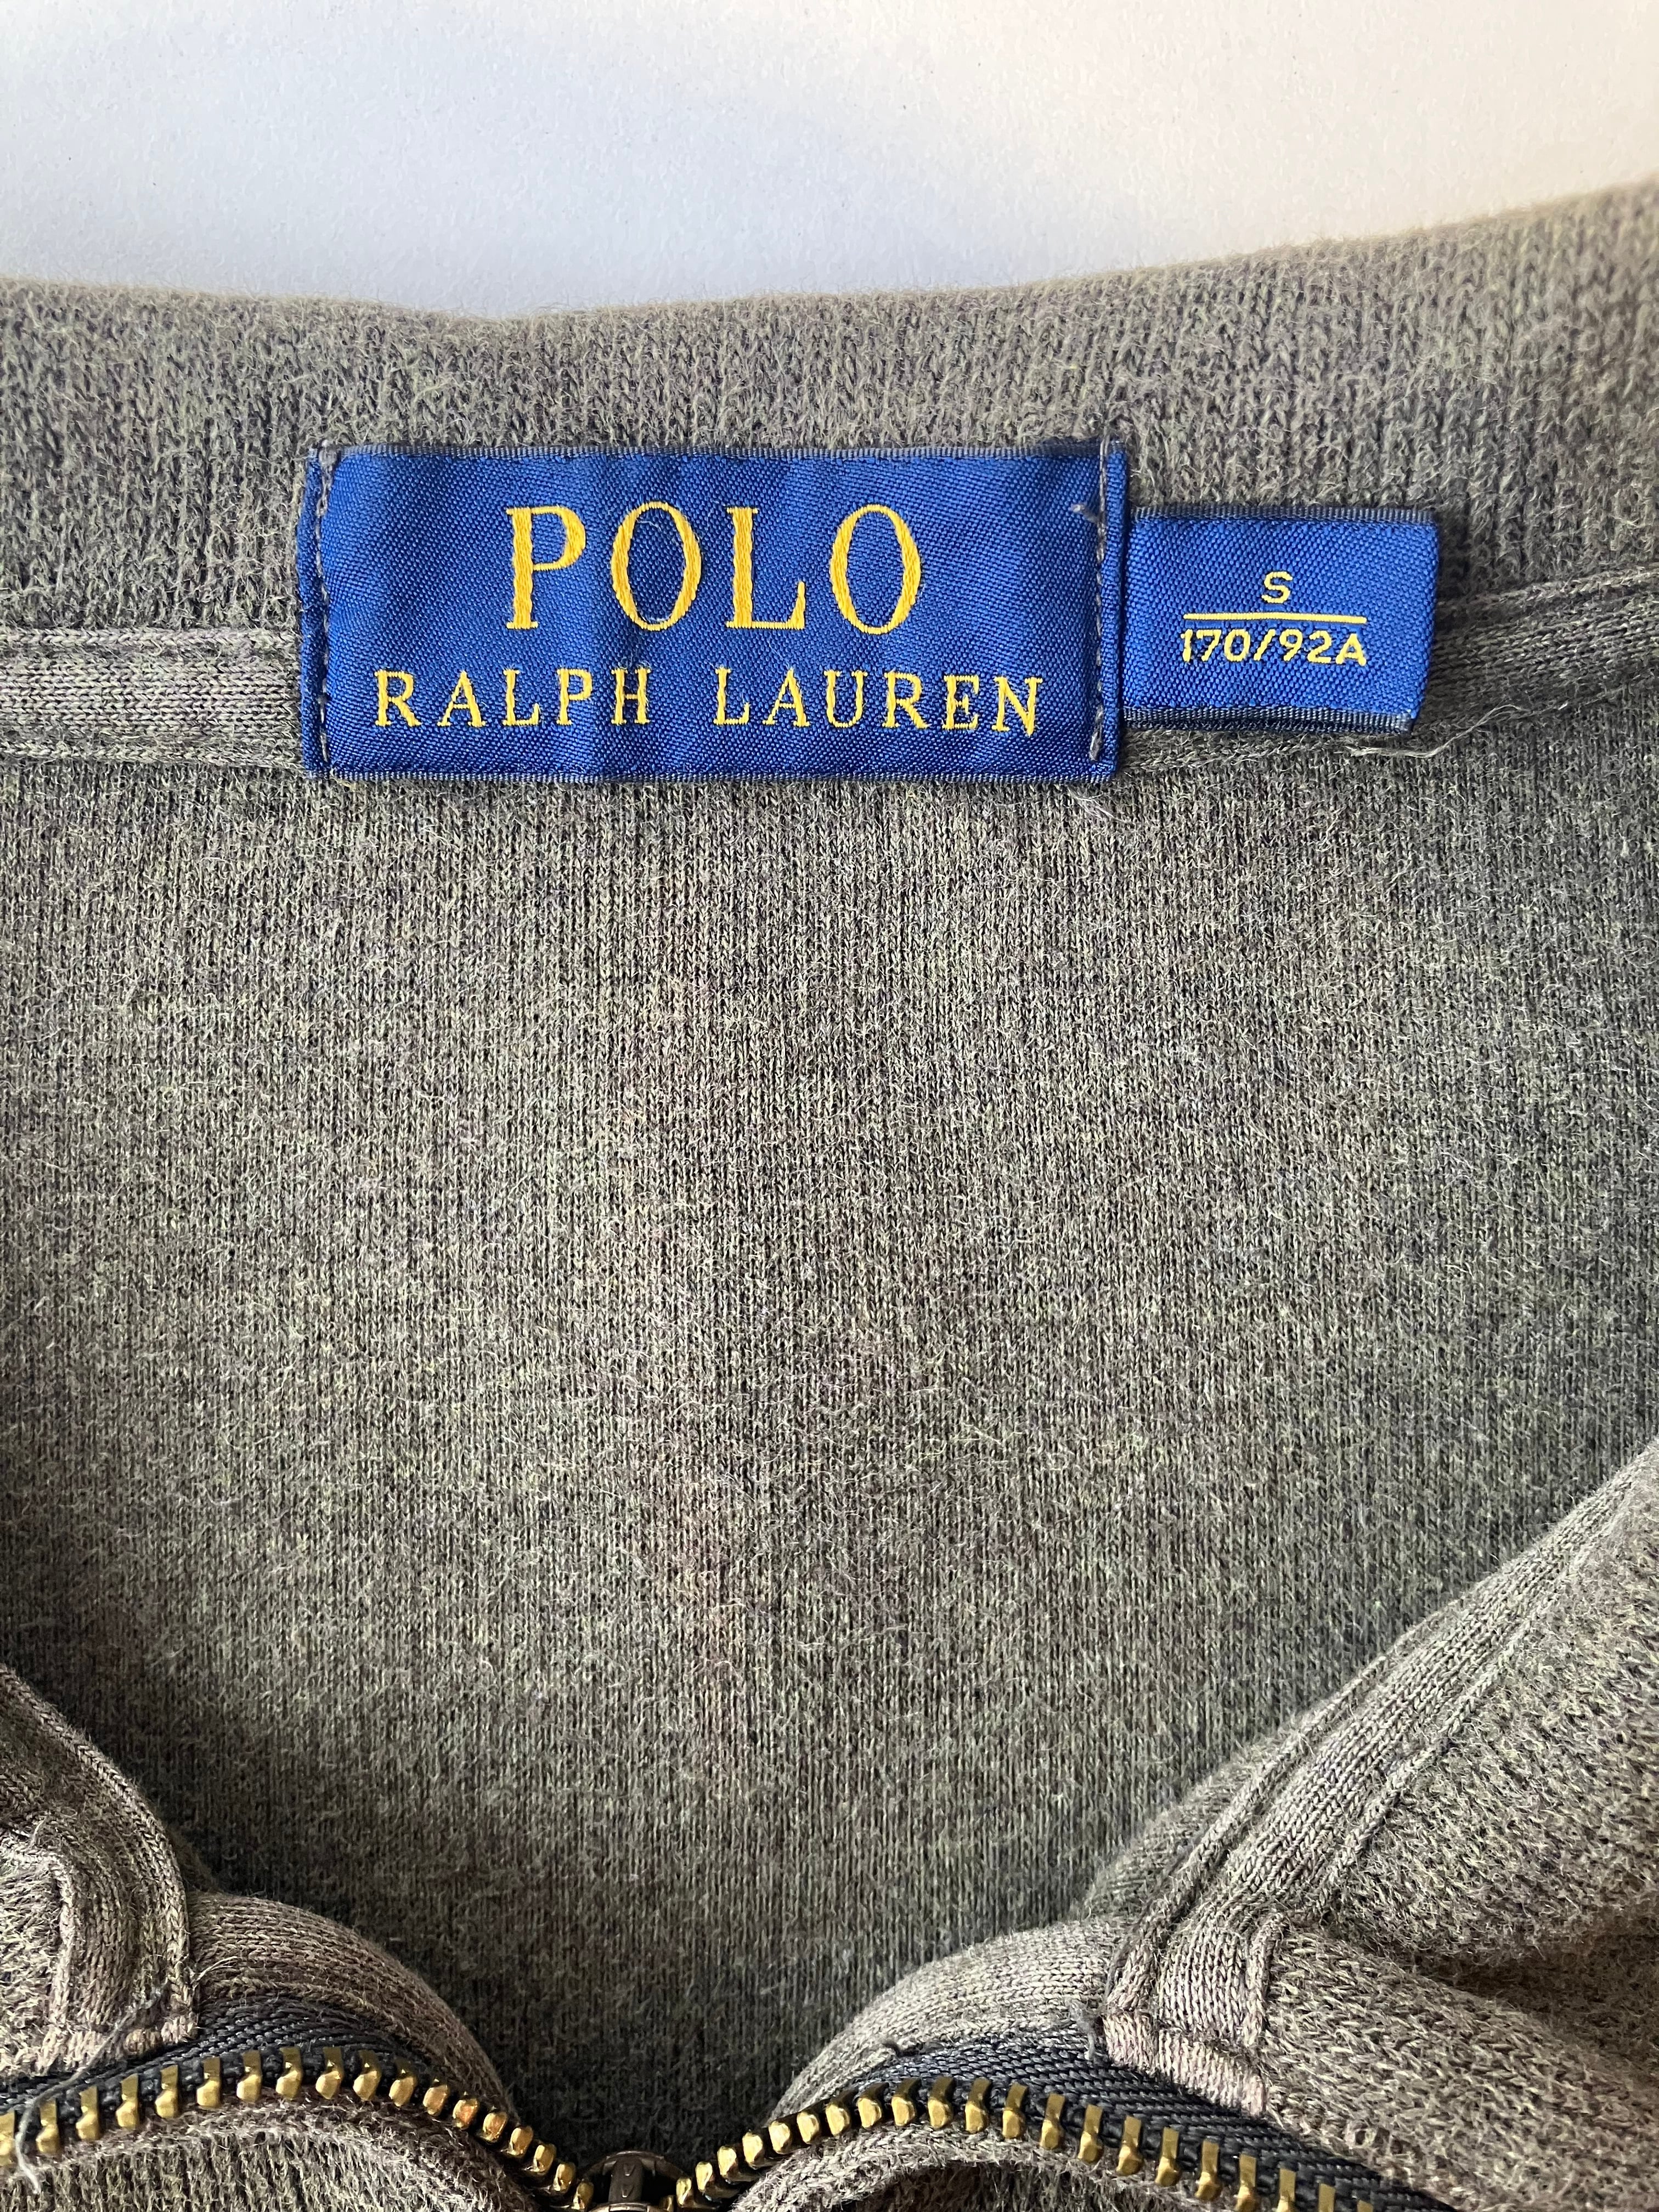 POLO
RALPH LAUREN
S
170/92A